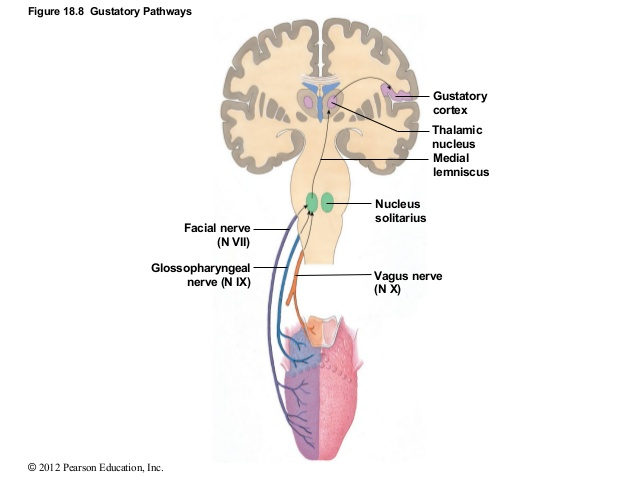 Figure 18.8 Gustatory Pathways
Gustatory
cortex
Thalamic
nucleus
Medial
lemniscus
Nucleus
solitarius
Facial nerve
(N VII)
Glossopharyngeal
nerve (N IX)
Vagus nerve
(N X)
© 2012 Pearson Education, Inc.